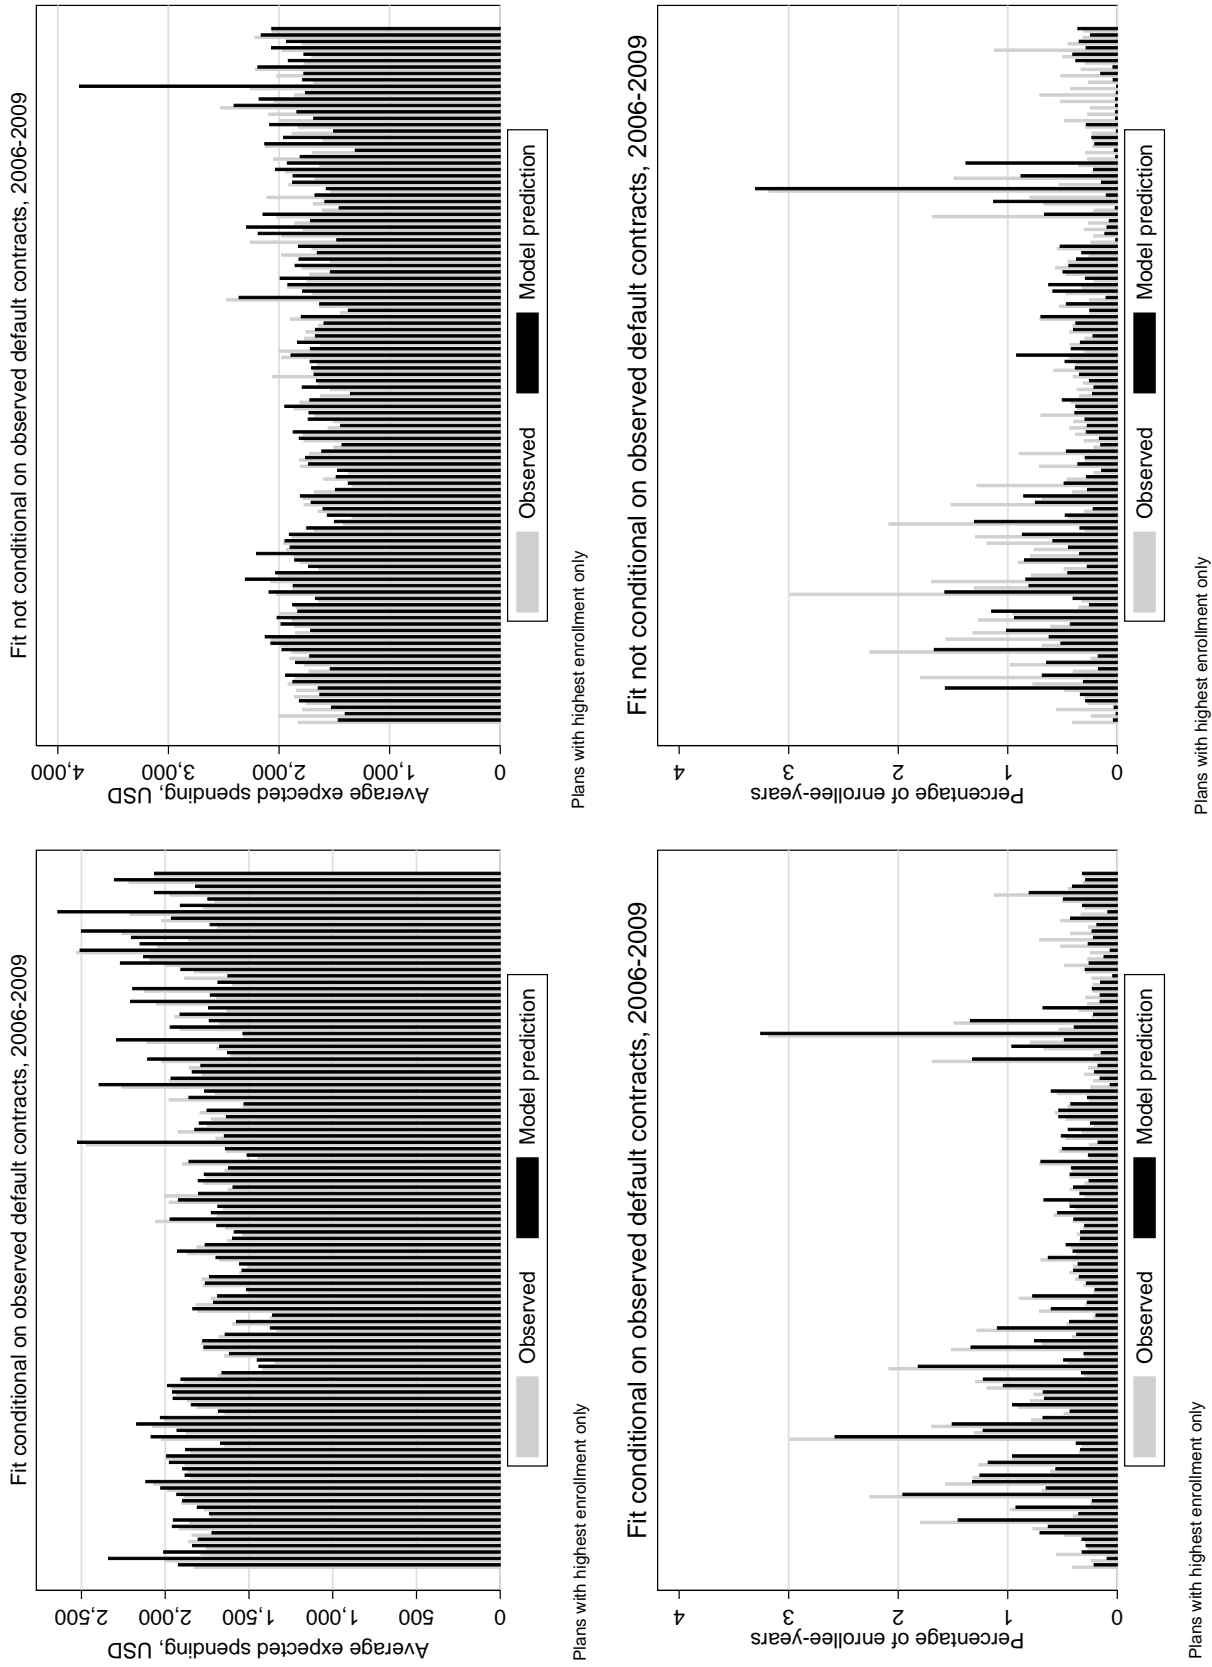 Fit conditional on observed default contracts, 2006-2009
Average expected spending, USD
2,500
2,000
1,500
1,000
500
0
Observed
Model prediction
Plans with highest enrollment only
Fit not conditional on observed default contracts, 2006-2009
Average expected spending, USD
4,000
3,000
2,000
1,000
0
Observed
Model prediction
Plans with highest enrollment only
Fit conditional on observed default contracts, 2006-2009
Percentage of enrollee-years
4
3
2
1
0
Observed
Model prediction
Plans with highest enrollment only
Fit not conditional on observed default contracts, 2006-2009
Percentage of enrollee-years
4
3
2
1
0
Observed
Model prediction
Plans with highest enrollment only